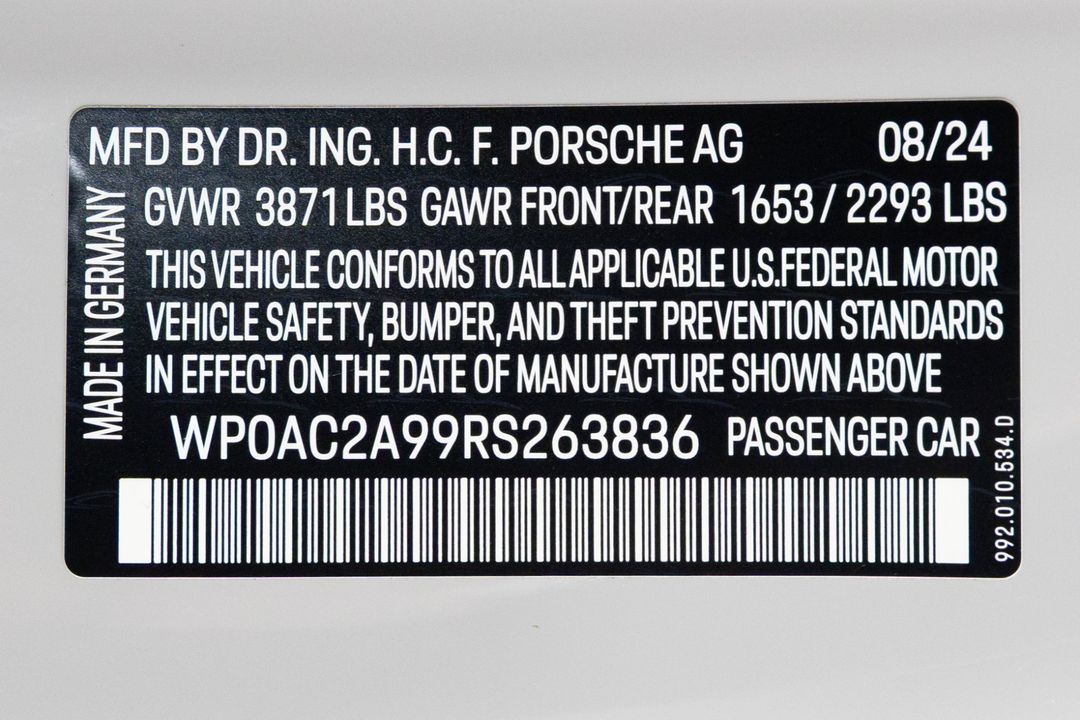 MFD BY DR. ING. H.C. F. PORSCHE AG 08/24
GVWR 3871 LBS GAWR FRONT/REAR 1653 / 2293 LBS
THIS VEHICLE CONFORMS TO ALL APPLICABLE U.S.FEDERAL MOTOR
VEHICLE SAFETY, BUMPER, AND THEFT PREVENTION STANDARDS
IN EFFECT ON THE DATE OF MANUFACTURE SHOWN ABOVE
WP0AC2A99RS263836 PASSENGER CAR
MADE IN GERMANY
992.010.534.D